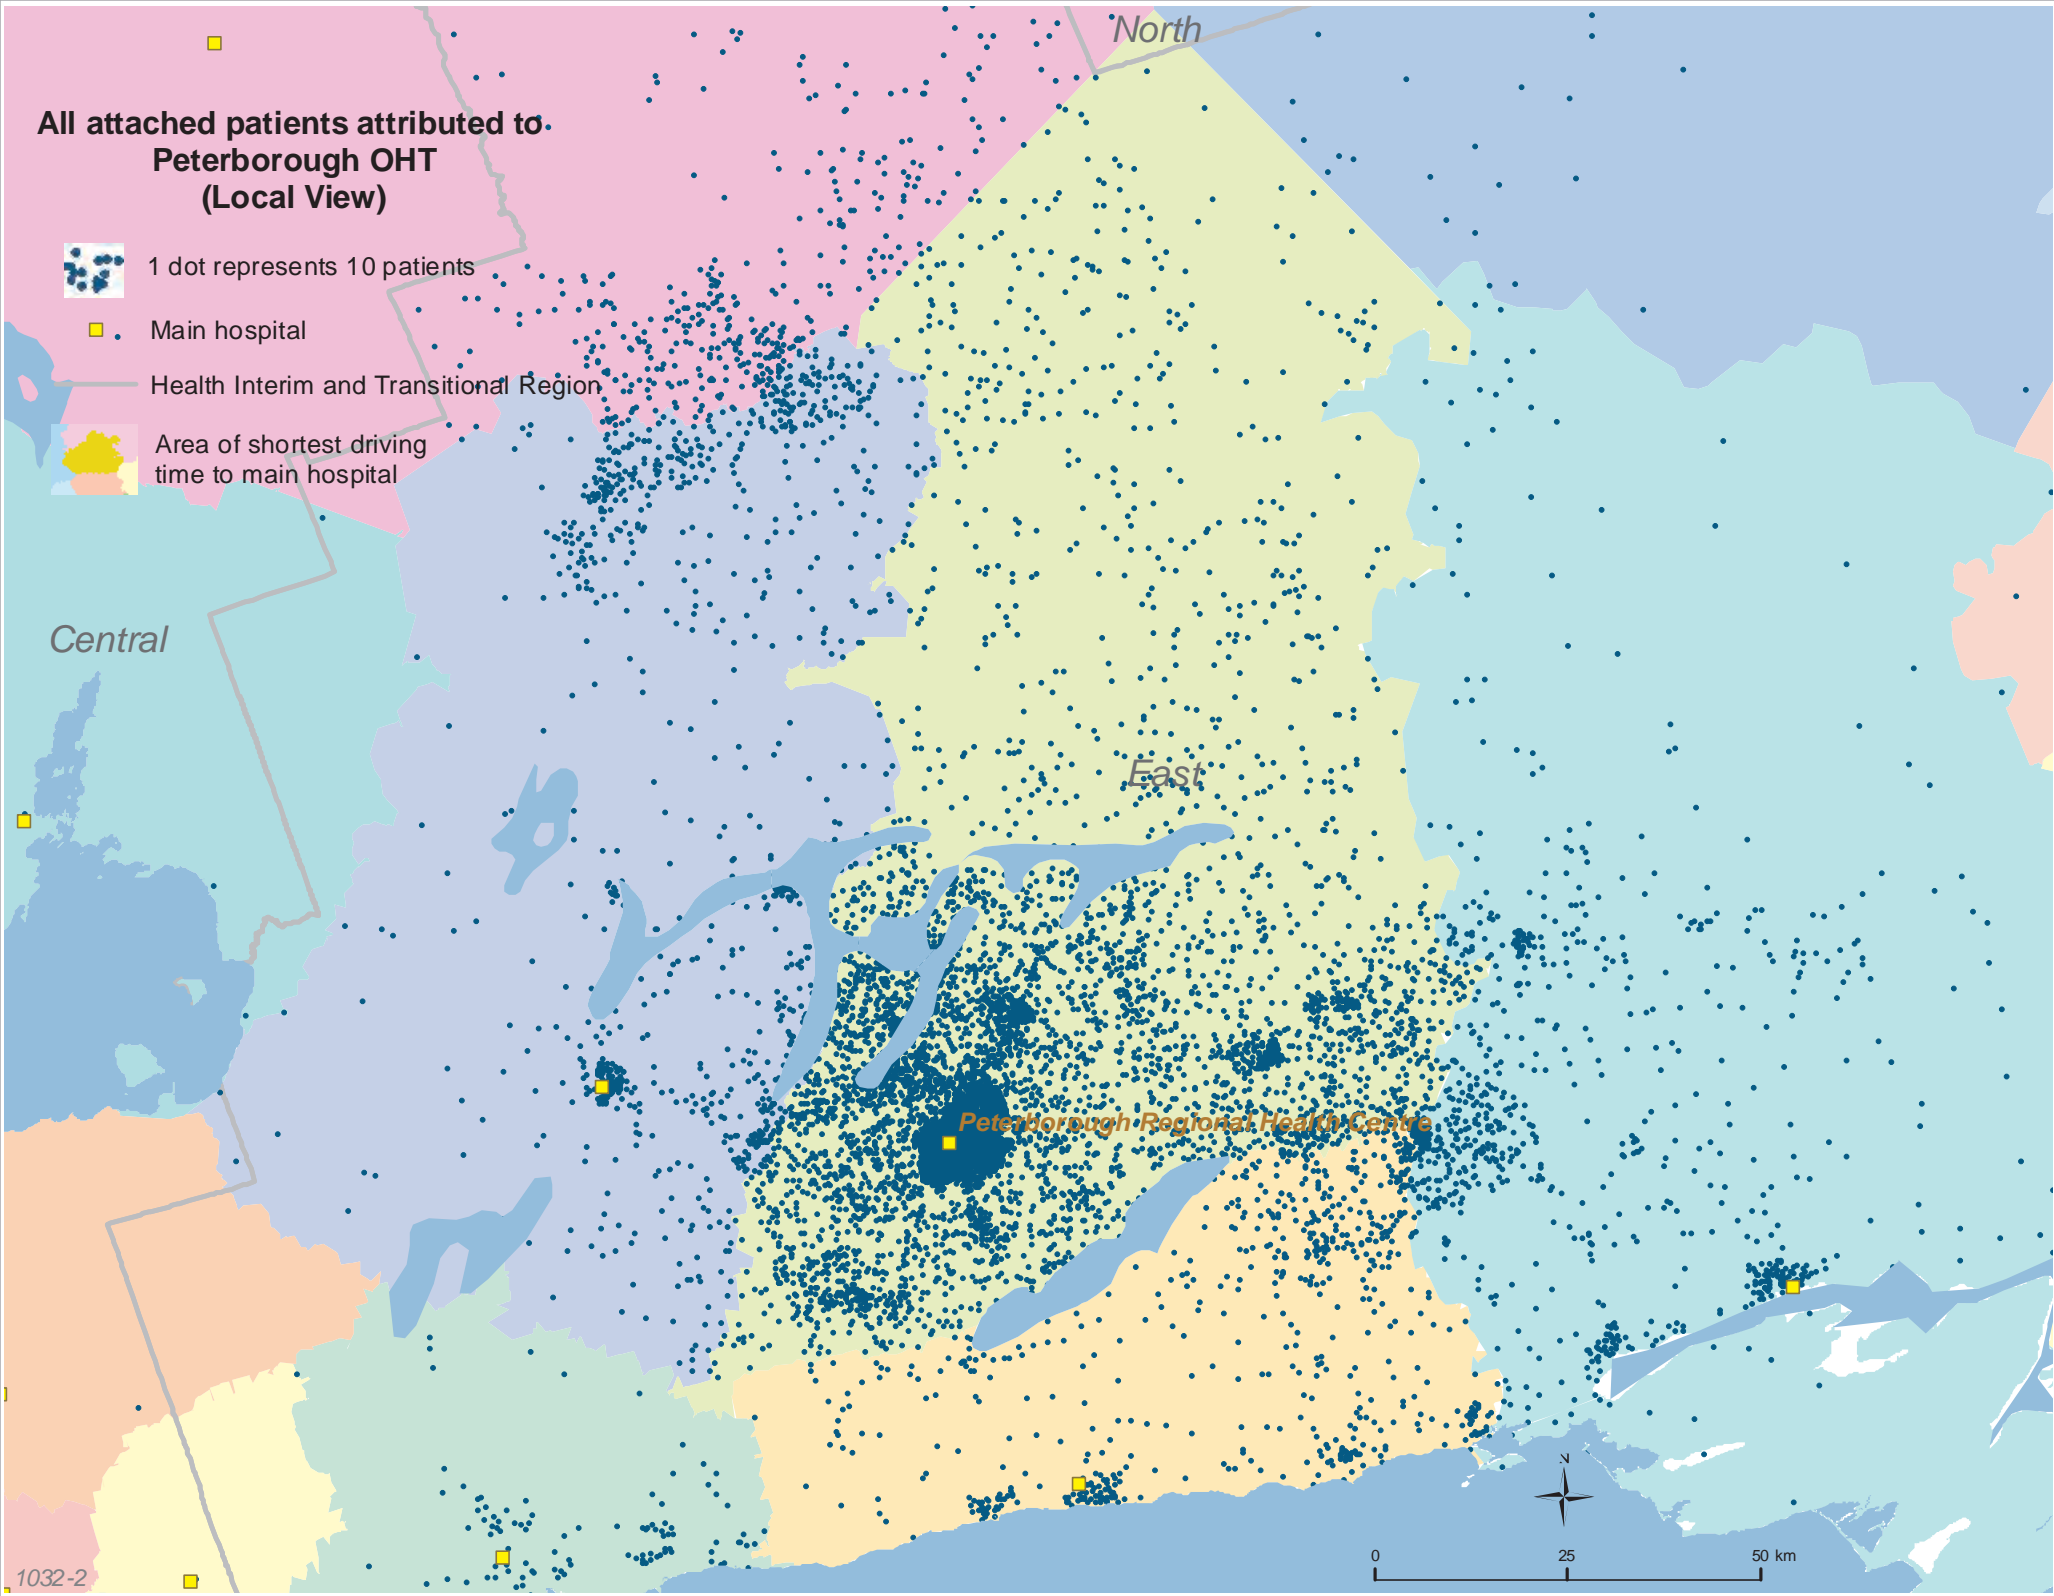 North
All attached patients attributed to
Peterborough OHT
(Local View)
1 dot represents 10 patients
Main hospital
Health Interim and Transitional Region
Area of shortest driving
time to main hospital
Central
East
Peterborough Regional Health Centre
N
0 25 50 km
1032-2